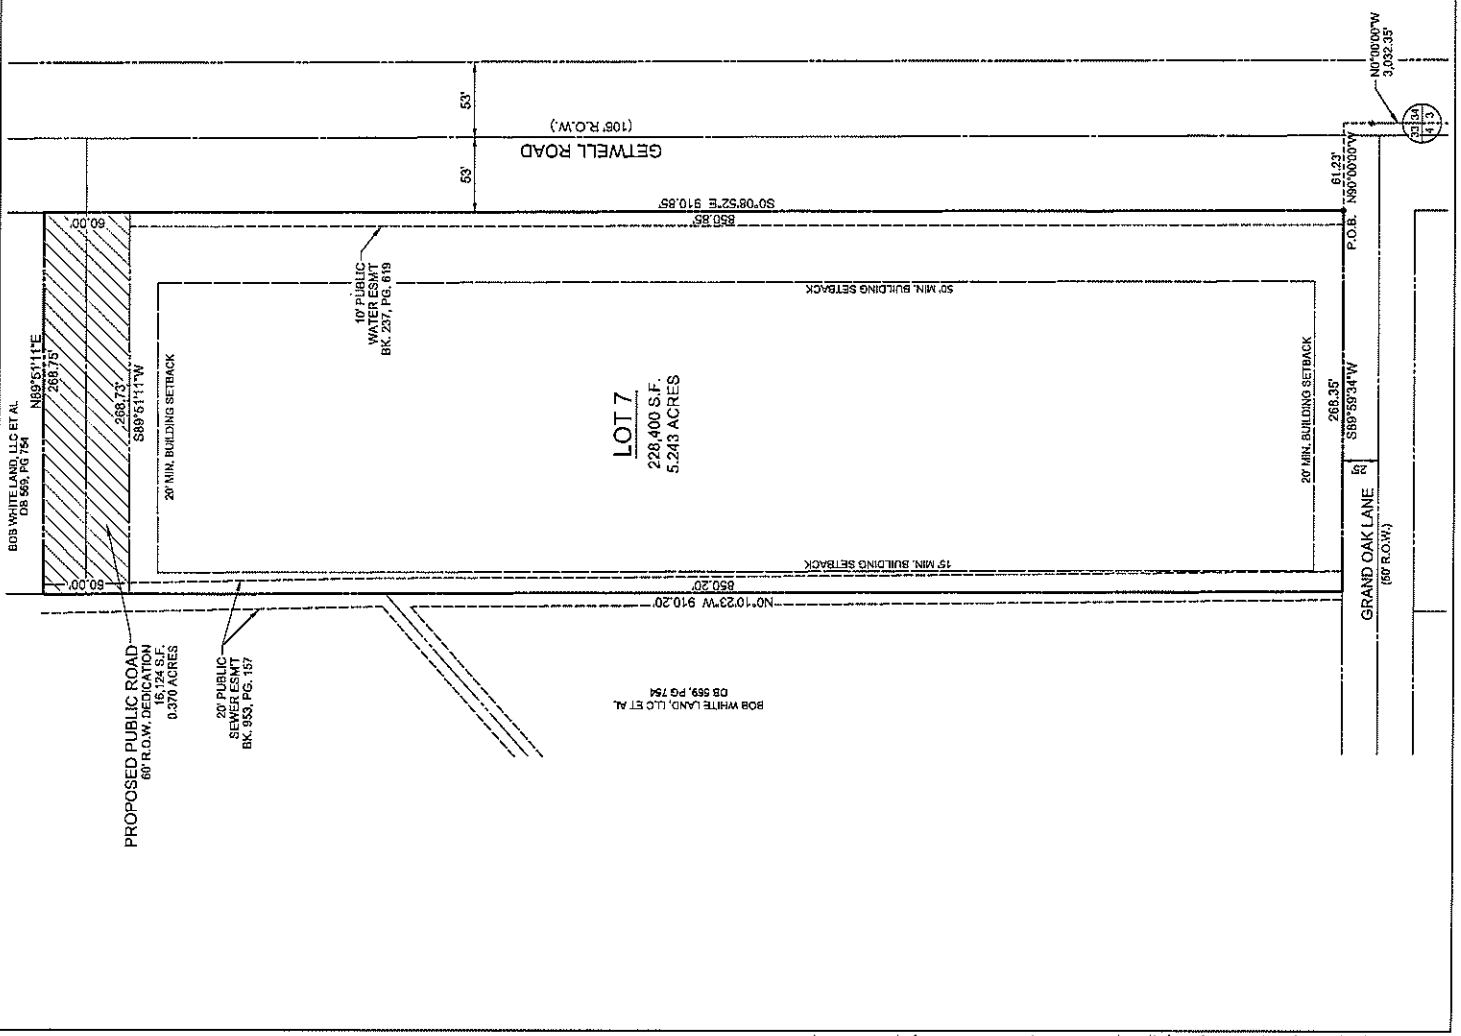 N0°00'00"W
3,032.35'
33 34
4 3
61.23'
N90°00'00"W
P.O.B.
53'
53'
(106' R.O.W.)
GETWELL ROAD
S0°08'52"E 910.85'
850.85'
60.00'
BOB WHITE LAND, LLC ET AL
DB 569, PG 754
N89°51'11"E
268.75'
268.73'
S89°51'11"W
20' MIN. BUILDING SETBACK
10' PUBLIC
WATER ESM'T
BK. 237, PG. 619
50' MIN. BUILDING SETBACK
LOT 7
228,400 S.F.
5.243 ACRES
20' MIN. BUILDING SETBACK
268.35'
S89°59'34"W
GRAND OAK LANE
(50' R.O.W.)
15' MIN. BUILDING SETBACK
850.20'
N0°10'23"W 910.20'
60.00'
PROPOSED PUBLIC ROAD
60' R.O.W. DEDICATION
16,124 S.F.
0.370 ACRES
20' PUBLIC
SEWER ESM'T
BK. 953, PG. 157
BOB WHITE LAND, LLC ET AL
DB 569, PG 754